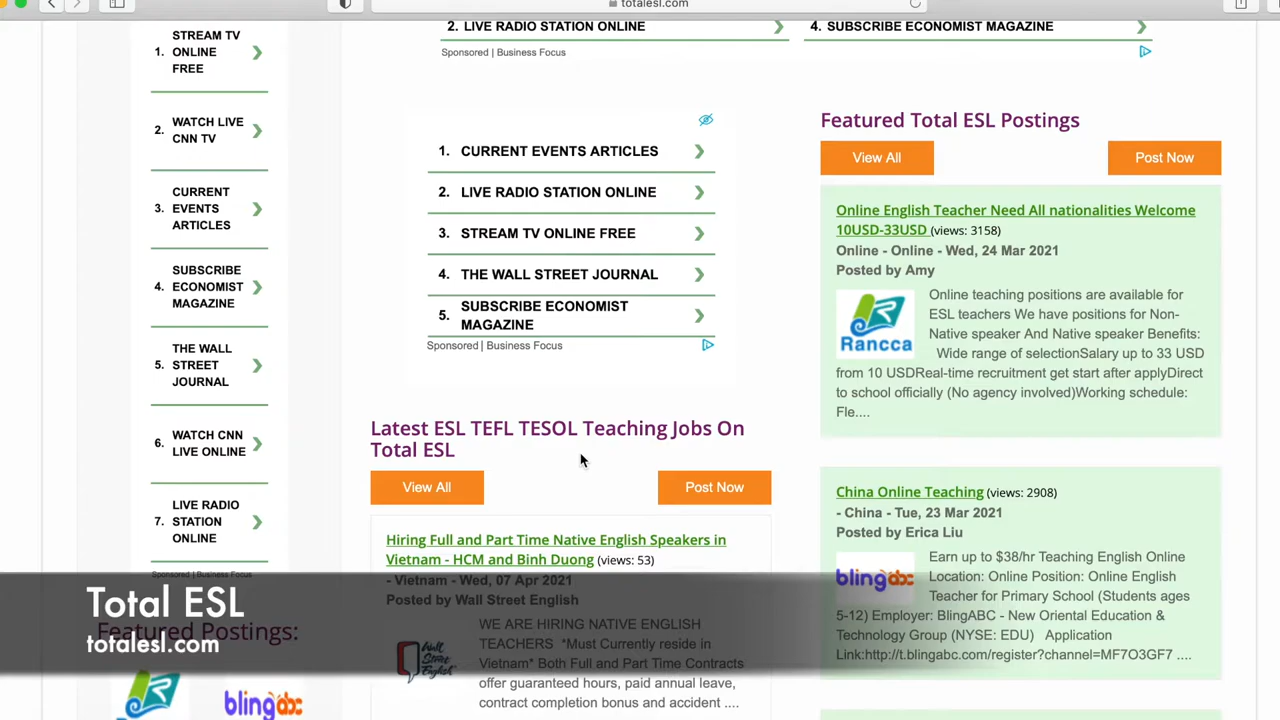 totalesl.com
STREAM TV
1. ONLINE
FREE
2. WATCH LIVE
CNN TV
CURRENT
3. EVENTS
ARTICLES
SUBSCRIBE
4. ECONOMIST
MAGAZINE
THE WALL
5. STREET
JOURNAL
6. WATCH CNN
LIVE ONLINE
LIVE RADIO
7. STATION
ONLINE
Sponsored | Business Focus
Featured Postings:
blingabc
2. LIVE RADIO STATION ONLINE
4. SUBSCRIBE ECONOMIST MAGAZINE
Sponsored | Business Focus
1. CURRENT EVENTS ARTICLES
2. LIVE RADIO STATION ONLINE
3. STREAM TV ONLINE FREE
4. THE WALL STREET JOURNAL
5. SUBSCRIBE ECONOMIST
MAGAZINE
Sponsored | Business Focus
Latest ESL TEFL TESOL Teaching Jobs On
Total ESL
View All
Post Now
Hiring Full and Part Time Native English Speakers in
Vietnam - HCM and Binh Duong (views: 53)
- Vietnam - Wed, 07 Apr 2021
Posted by Wall Street English
Wall Street English
WE ARE HIRING NATIVE ENGLISH
TEACHERS *Must Currently reside in
Vietnam* Both Full and Part Time Contracts
offer guaranteed hours, paid annual leave,
contract completion bonus and accident ....
Featured Total ESL Postings
View All
Post Now
Online English Teacher Need All nationalities Welcome
10USD-33USD (views: 3158)
Online - Online - Wed, 24 Mar 2021
Posted by Amy
Rancca
Online teaching positions are available for
ESL teachers We have positions for Non-
Native speaker And Native speaker Benefits:
Wide range of selectionSalary up to 33 USD
from 10 USDReal-time recruitment get start after applyDirect
to school officially (No agency involved)Working schedule:
Fle....
China Online Teaching (views: 2908)
- China - Tue, 23 Mar 2021
Posted by Erica Liu
blingabc
Earn up to $38/hr Teaching English Online
Location: Online Position: Online English
Teacher for Primary School (Students ages
5-12) Employer: BlingABC - New Oriental Education &
Technology Group (NYSE: EDU) Application
Link:http://t.blingabc.com/register?channel=MF7O3GF7 ....
Total ESL
totalesl.com